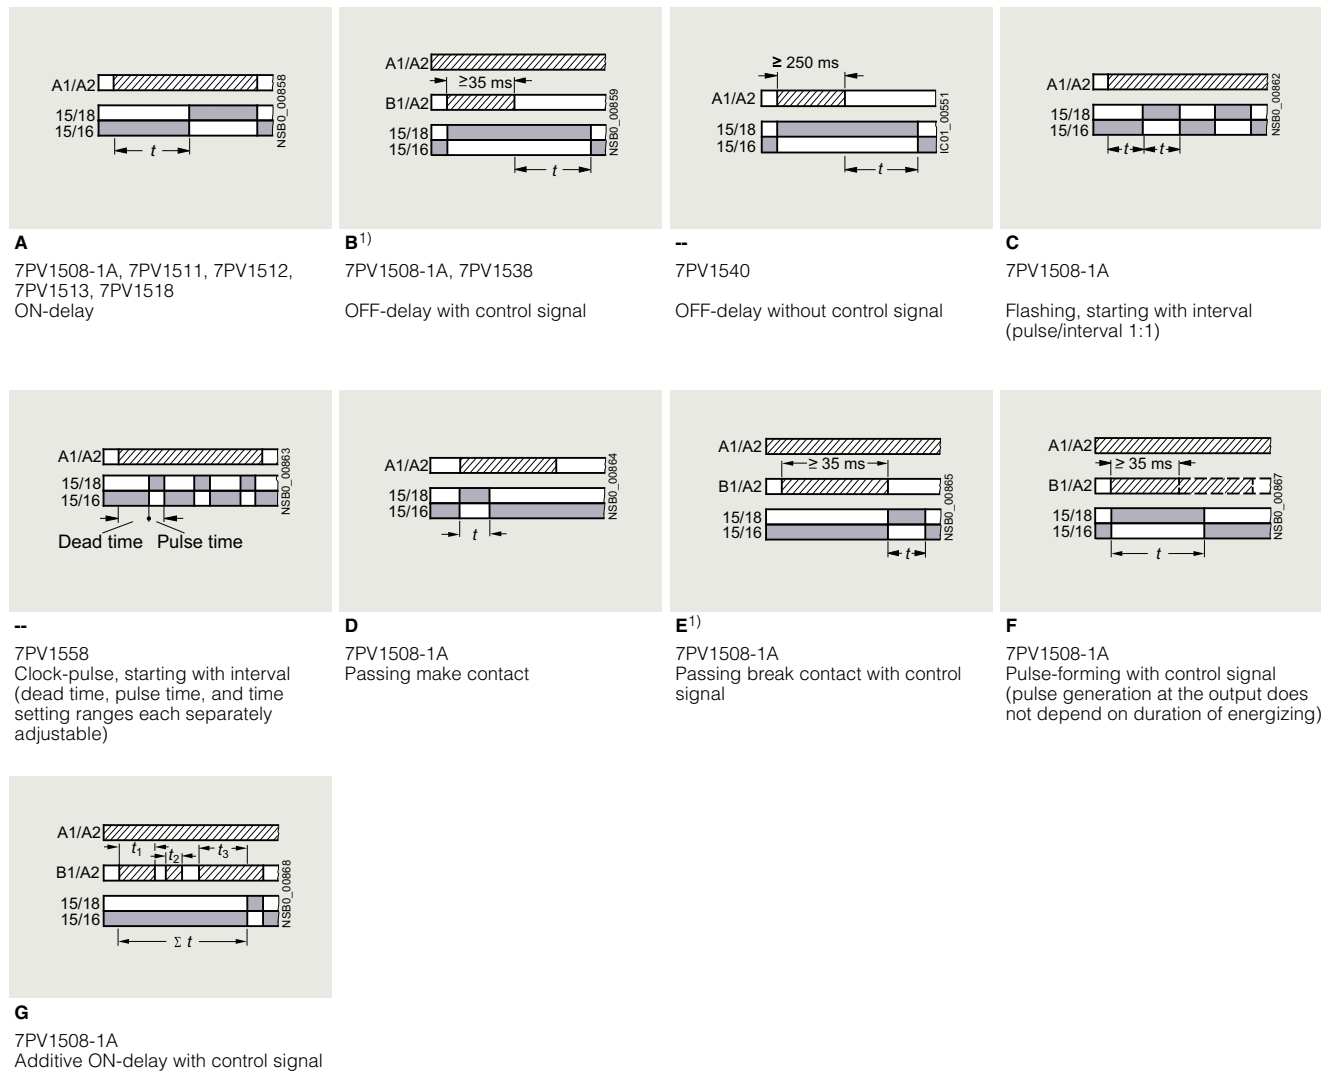 A1/A2
15/18
15/16
t
NSB0_00858
A
7PV1508-1A, 7PV1511, 7PV1512,
7PV1513, 7PV1518
ON-delay
A1/A2
≥35 ms
B1/A2
15/18
15/16
t
NSB0_00859
B1)
7PV1508-1A, 7PV1538
OFF-delay with control signal
≥ 250 ms
A1/A2
15/18
15/16
t
IC01_00551
--
7PV1540
OFF-delay without control signal
A1/A2
15/18
15/16
t t
NSB0_00862
C
7PV1508-1A
Flashing, starting with interval
(pulse/interval 1:1)
A1/A2
15/18
15/16
Dead time Pulse time
NSB0_00863
--
7PV1558
Clock-pulse, starting with interval
(dead time, pulse time, and time
setting ranges each separately
adjustable)
A1/A2
15/18
15/16
t
NSB0_00864
D
7PV1508-1A
Passing make contact
A1/A2
≥ 35 ms
B1/A2
15/18
15/16
t
NSB0_00865
E1)
7PV1508-1A
Passing break contact with control
signal
A1/A2
≥ 35 ms
B1/A2
15/18
15/16
t
NSB0_00867
F
7PV1508-1A
Pulse-forming with control signal
(pulse generation at the output does
not depend on duration of energizing)
A1/A2
t1 t2 t3
B1/A2
15/18
15/16
Σ t
NSB0_00868
G
7PV1508-1A
Additive ON-delay with control signal